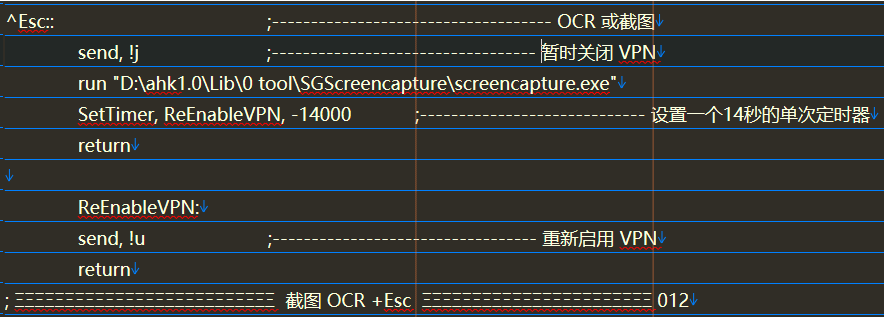 ^Esc:: ;------------------------------------ OCR 或截图↓
send, !j ;---------------------------------- 暂时关闭 VPN↓
run "D:\ahk1.0\Lib\0 tool\SGScreencapture\screencapture.exe"↓
SetTimer, ReEnableVPN, -14000 ;----------------------------- 设置一个14秒的单次定时器↓
return↓
↓
ReEnableVPN:↓
send, !u ;---------------------------------- 重新启用 VPN↓
return↓
; ΞΞΞΞΞΞΞΞΞΞΞΞΞΞΞΞΞΞΞΞ 截图 OCR +Esc ΞΞΞΞΞΞΞΞΞΞΞΞΞΞΞΞΞΞ 012↓